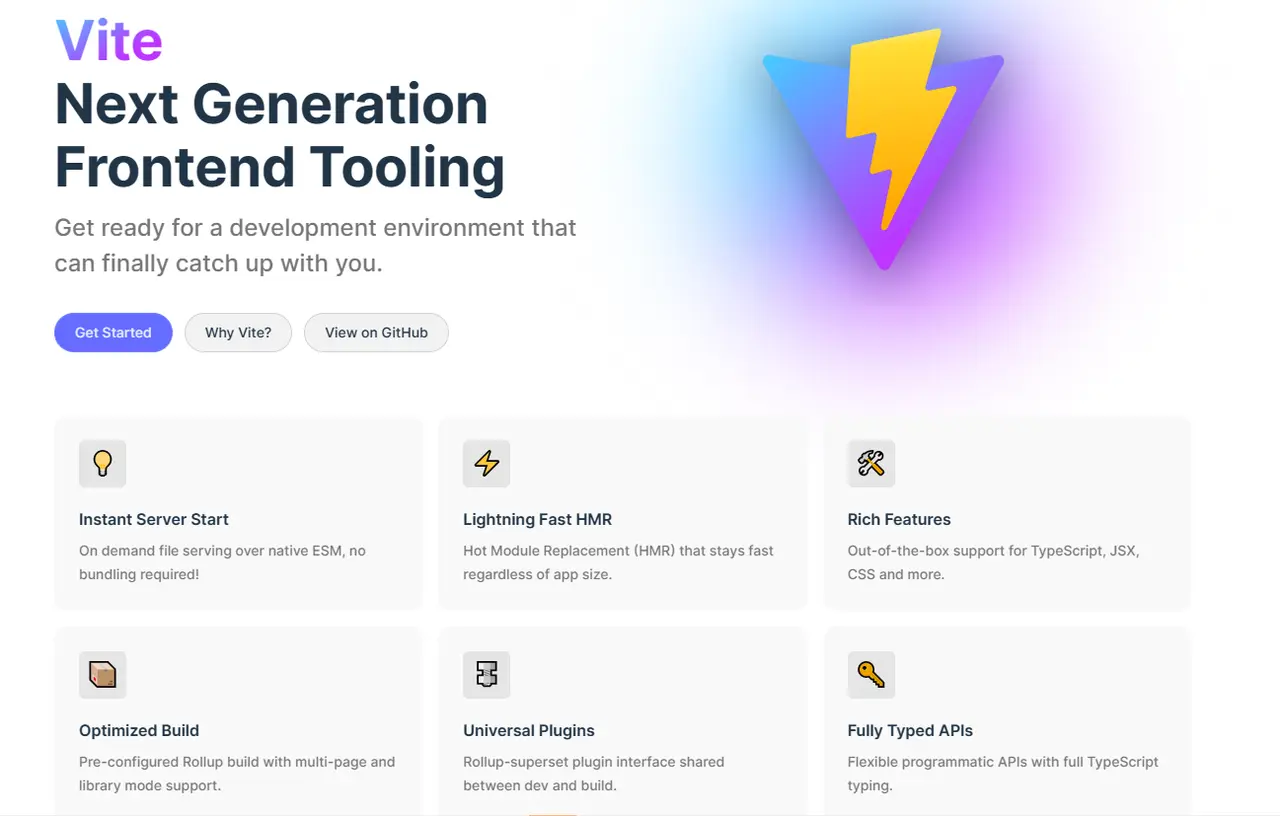 Vite
Next Generation
Frontend Tooling
Get ready for a development environment that
can finally catch up with you.
Get Started
Why Vite?
View on GitHub
Instant Server Start
On demand file serving over native ESM, no
bundling required!
Lightning Fast HMR
Hot Module Replacement (HMR) that stays fast
regardless of app size.
Rich Features
Out-of-the-box support for TypeScript, JSX,
CSS and more.
Optimized Build
Pre-configured Rollup build with multi-page and
library mode support.
Universal Plugins
Rollup-superset plugin interface shared
between dev and build.
Fully Typed APIs
Flexible programmatic APIs with full TypeScript
typing.